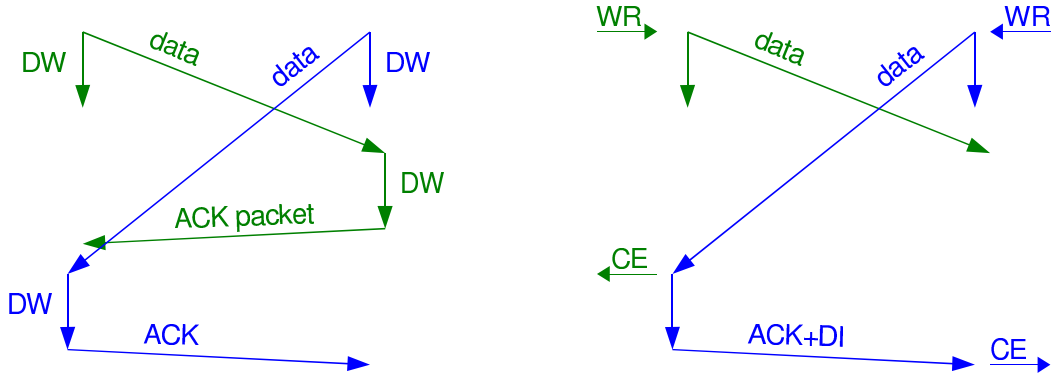 DW
data
data
DW
DW
ACK packet
DW
ACK
WR
WR
data
data
CE
ACK+DI
CE